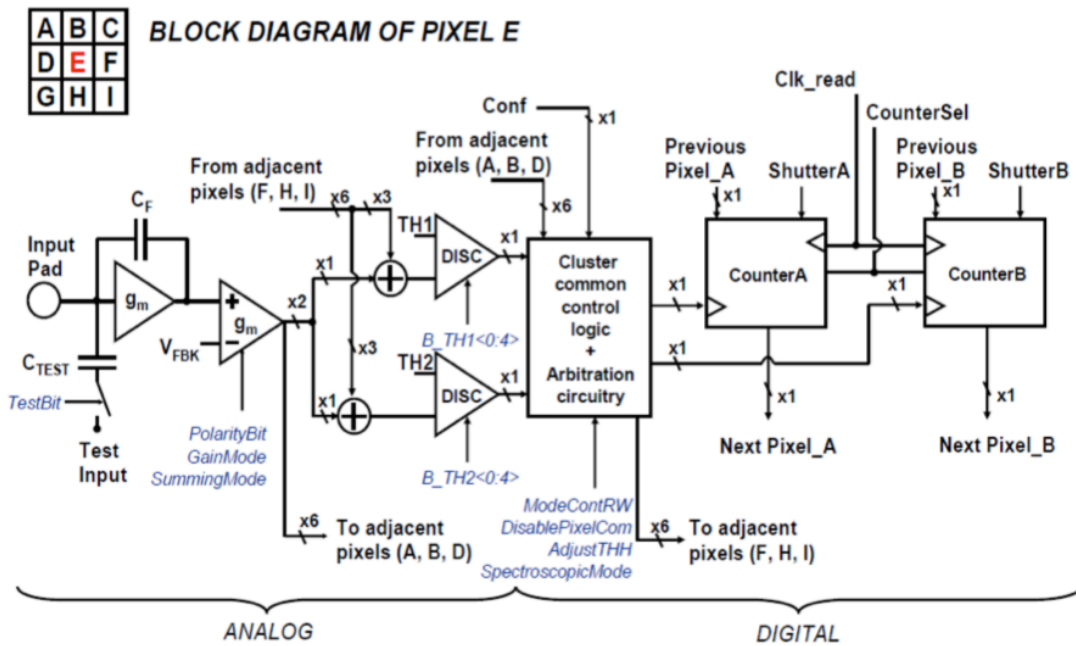 A B C
D E F
G H I
BLOCK DIAGRAM OF PIXEL E
Clk_read
CounterSel
Conf
x1
From adjacent
pixels (A, B, D)
x6
Previous
Pixel_A
x1
ShutterA
Previous
Pixel_B
x1
ShutterB
From adjacent
pixels (F, H, I)
x6
x3
CF
Input
Pad
gm
+
gm
−
VFBK
CTEST
TestBit
Test
Input
PolarityBit
GainMode
SummingMode
x2
x1
+
x3
x1
+
TH1
DISC
x1
B_TH1<0:4>
TH2
DISC
x1
B_TH2<0:4>
x6
To adjacent
pixels (A, B, D)
Cluster
common
control
logic
+
Arbitration
circuitry
x1
x1
CounterA
x1
CounterB
x1
x1
Next Pixel_A
Next Pixel_B
ModeContRW
DisablePixelCom
AdjustTHH
SpectroscopicMode
x6
To adjacent
pixels (F, H, I)
ANALOG
DIGITAL